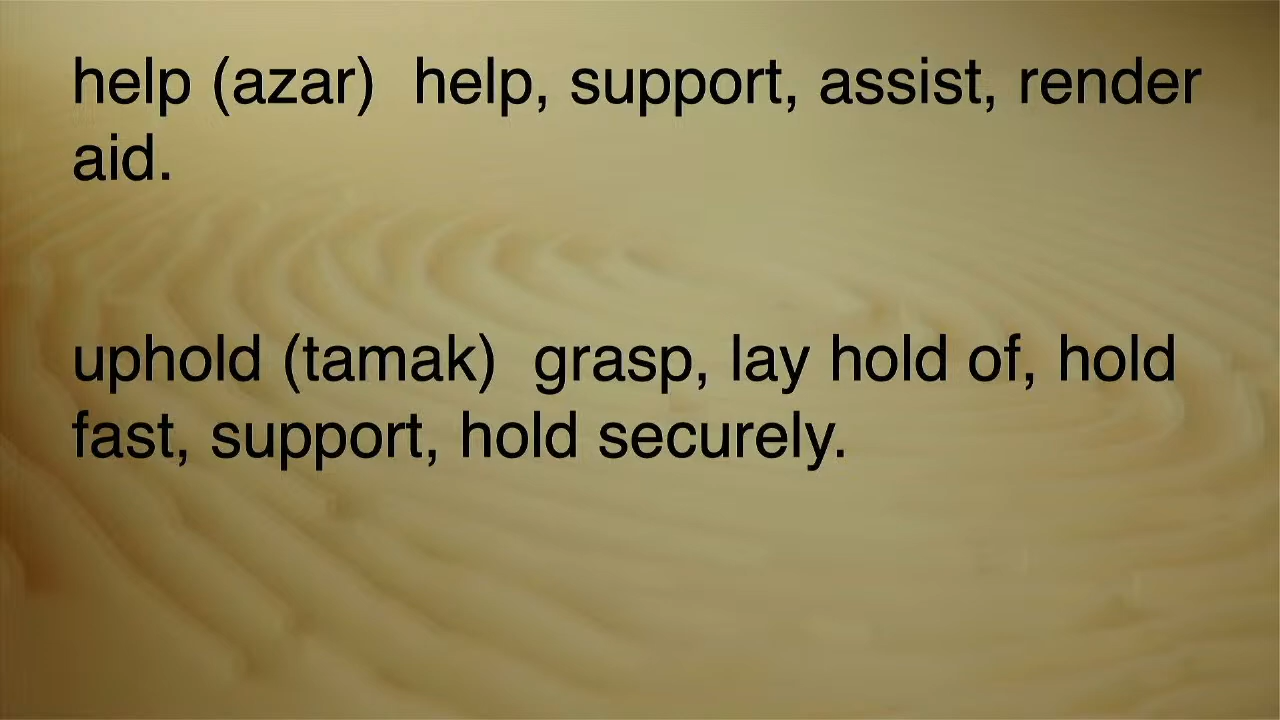 help (azar)  help, support, assist, render
aid.
uphold (tamak)  grasp, lay hold of, hold
fast, support, hold securely.